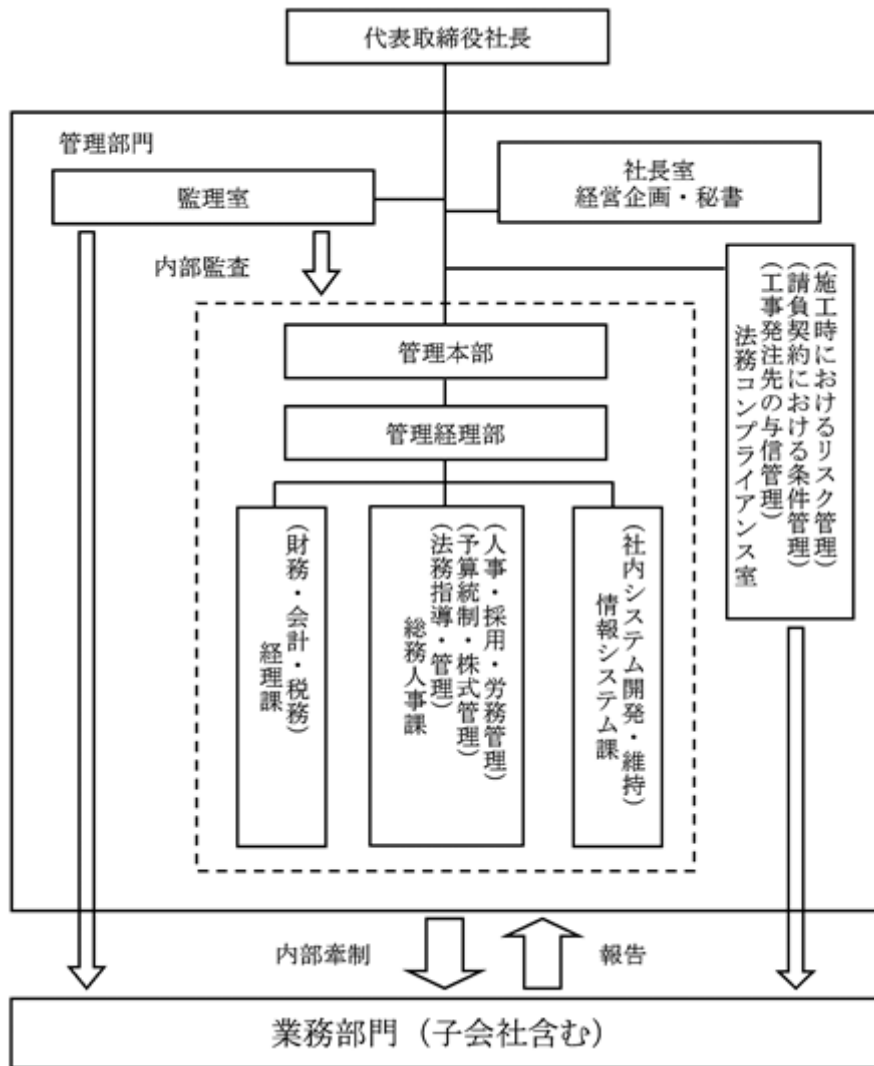 代表取締役社長
管理部門
監理室
社長室
経営企画・秘書
内部監査
(施工時におけるリスク管理)
(請負契約における条件管理)
(工事発注先の与信管理)
法務コンプライアンス室
管理本部
管理経理部
(財務・会計・税務)
経理課
(人事・採用・労務管理)
(予算統制・株式管理)
(法務指導・管理)
総務人事課
(社内システム開発・維持)
情報システム課
内部牽制
報告
業務部門（子会社含む）